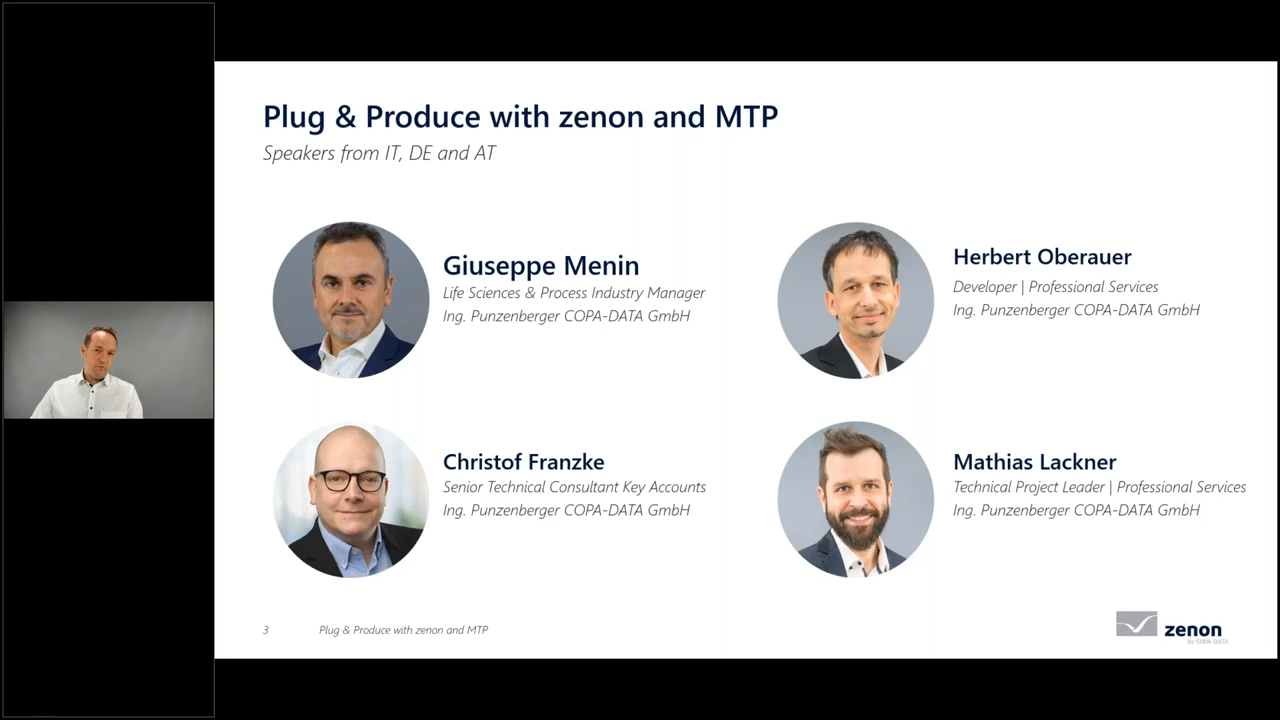 Plug & Produce with zenon and MTP
Speakers from IT, DE and AT
Giuseppe Menin
Life Sciences & Process Industry Manager
Ing. Punzenberger COPA-DATA GmbH
Herbert Oberauer
Developer | Professional Services
Ing. Punzenberger COPA-DATA GmbH
Christof Franzke
Senior Technical Consultant Key Accounts
Ing. Punzenberger COPA-DATA GmbH
Mathias Lackner
Technical Project Leader | Professional Services
Ing. Punzenberger COPA-DATA GmbH
3
Plug & Produce with zenon and MTP
zenon
by COPA-DATA